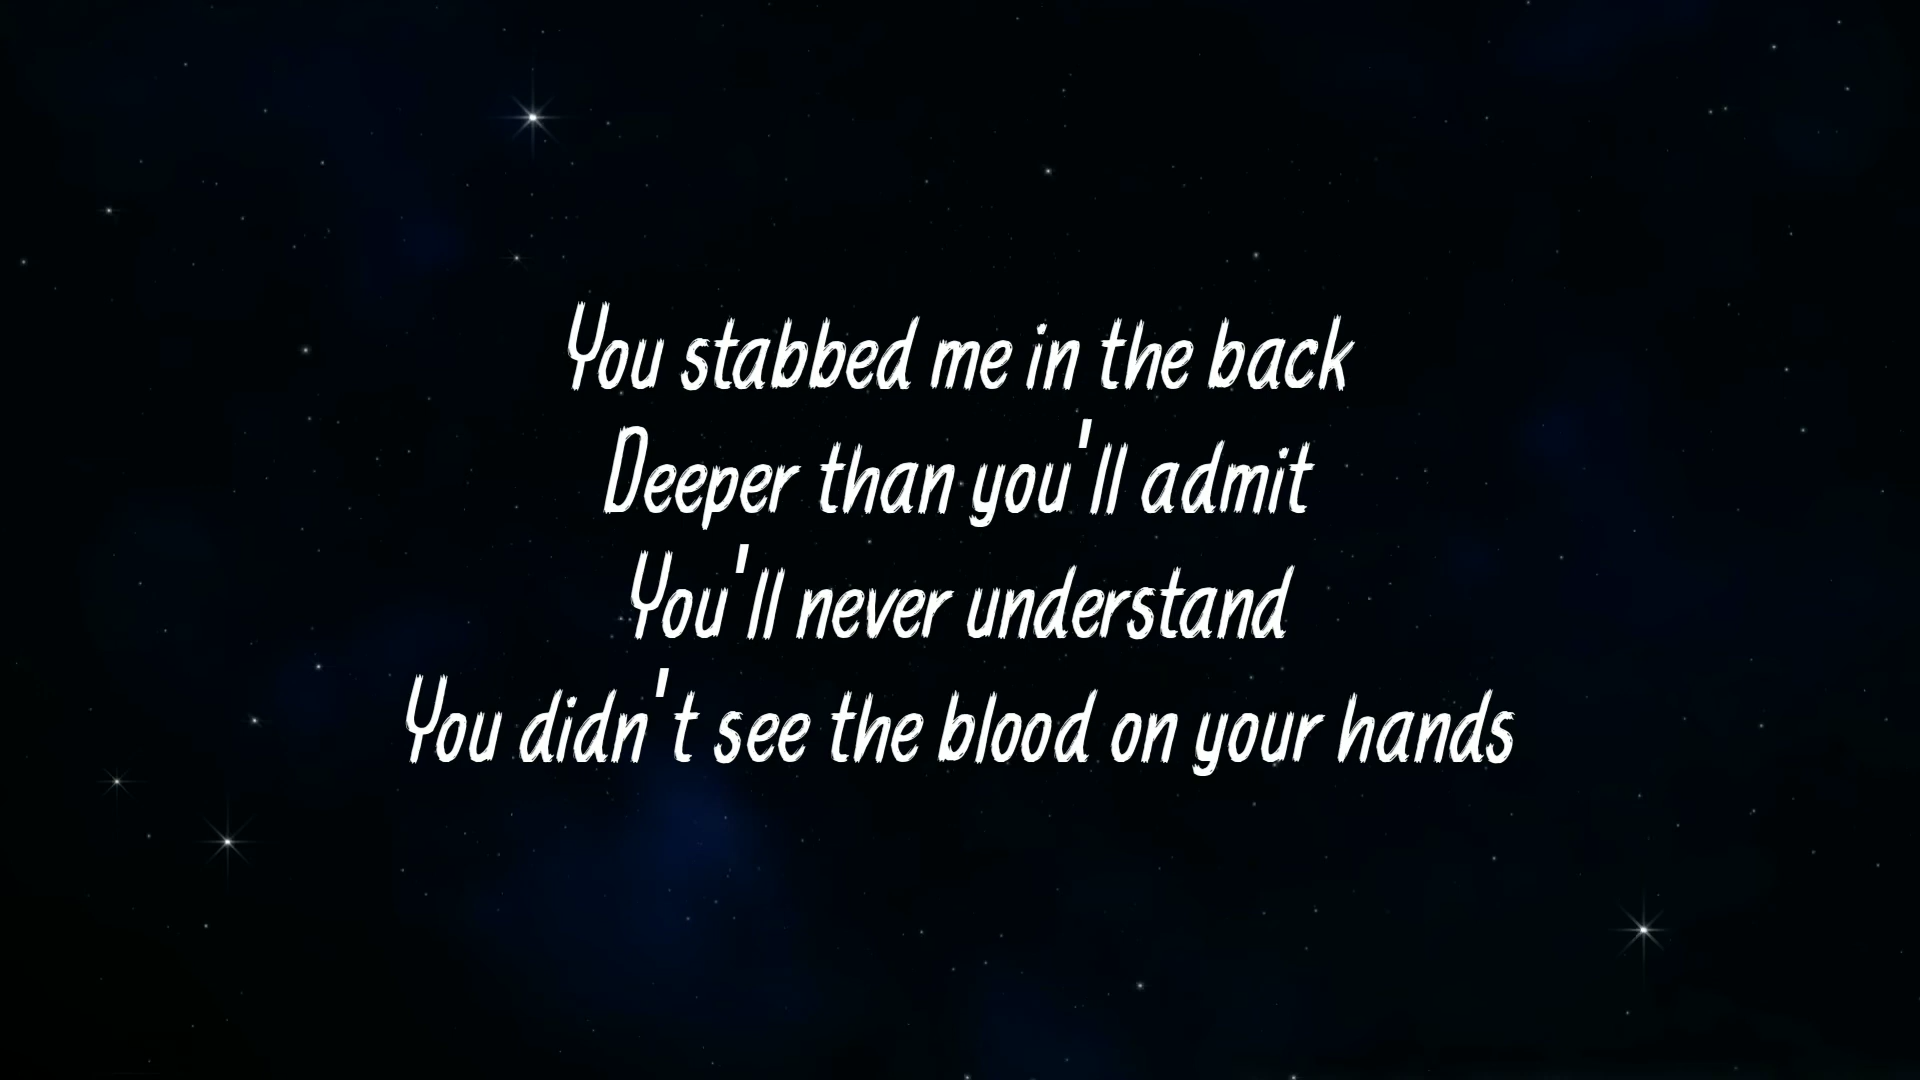 You stabbed me in the back
Deeper than you'll admit
You'll never understand
You didn't see the blood on your hands